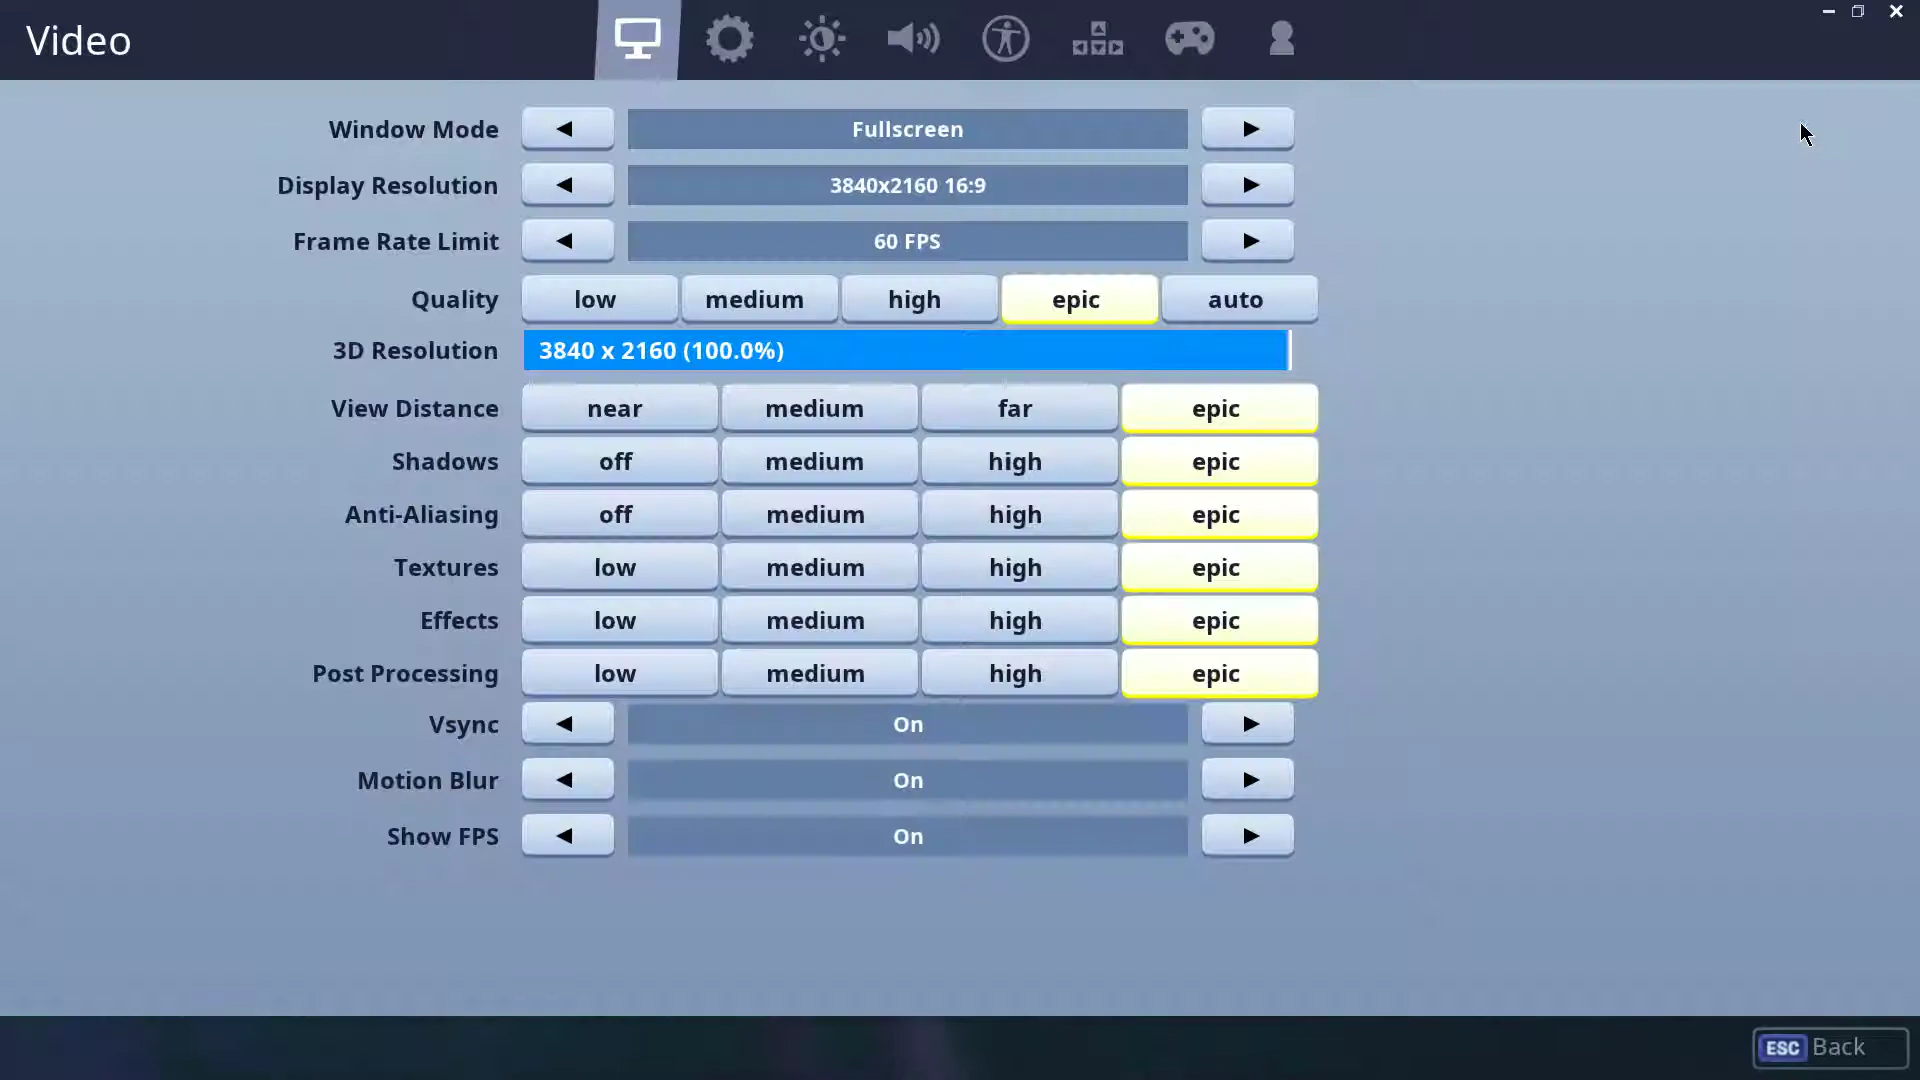 Video
Window Mode Fullscreen
Display Resolution 3840x2160 16:9
Frame Rate Limit 60 FPS
Quality low medium high epic auto
3D Resolution 3840 x 2160 (100.0%)
View Distance near medium far epic
Shadows off medium high epic
Anti-Aliasing off medium high epic
Textures low medium high epic
Effects low medium high epic
Post Processing low medium high epic
Vsync On
Motion Blur On
Show FPS On
ESC Back